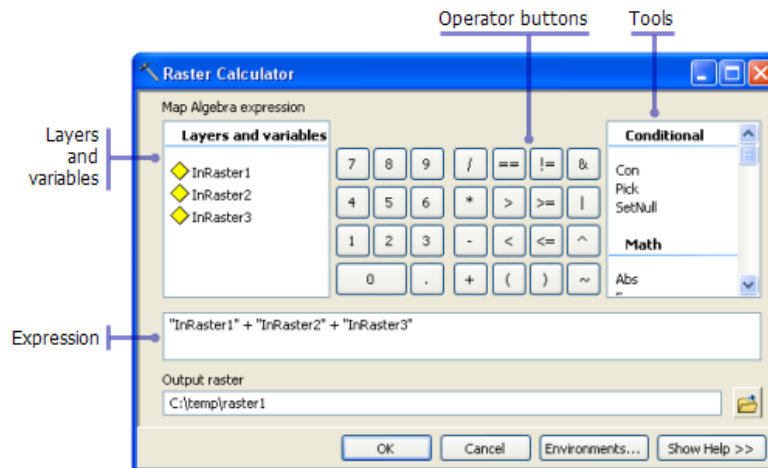 Operator buttons
Tools
Raster Calculator
Map Algebra expression
Layers and variables
Layers and variables
InRaster1
InRaster2
InRaster3
7 8 9 / == != &
4 5 6 * > >= |
1 2 3 - < <= ^
0 . + ( ) ~
Conditional
Con
Pick
SetNull
Math
Abs
Expression
"InRaster1" + "InRaster2" + "InRaster3"
Output raster
C:\temp\raster1
OK Cancel Environments... Show Help >>